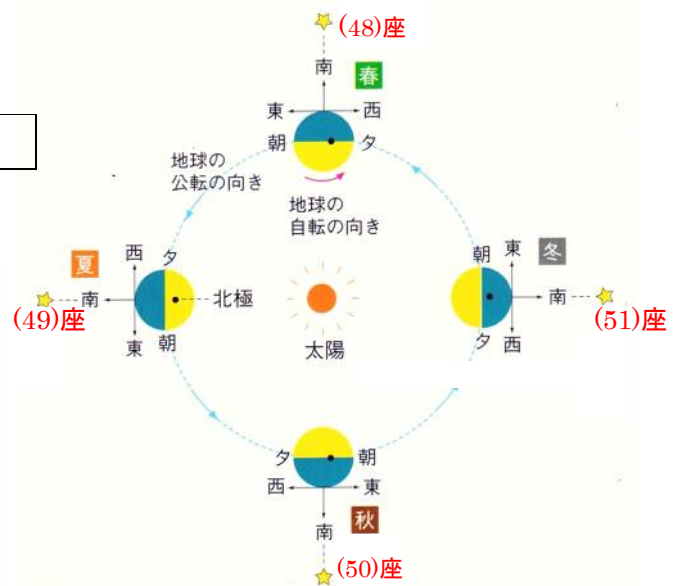 (48)座
南
春
東
西
朝
夕
地球の
公転の向き
地球の
自転の向き
夏
西
夕
南
北極
(49)座
東
朝
太陽
朝
東
冬
南
(51)座
夕
西
夕
朝
西
東
南
秋
(50)座